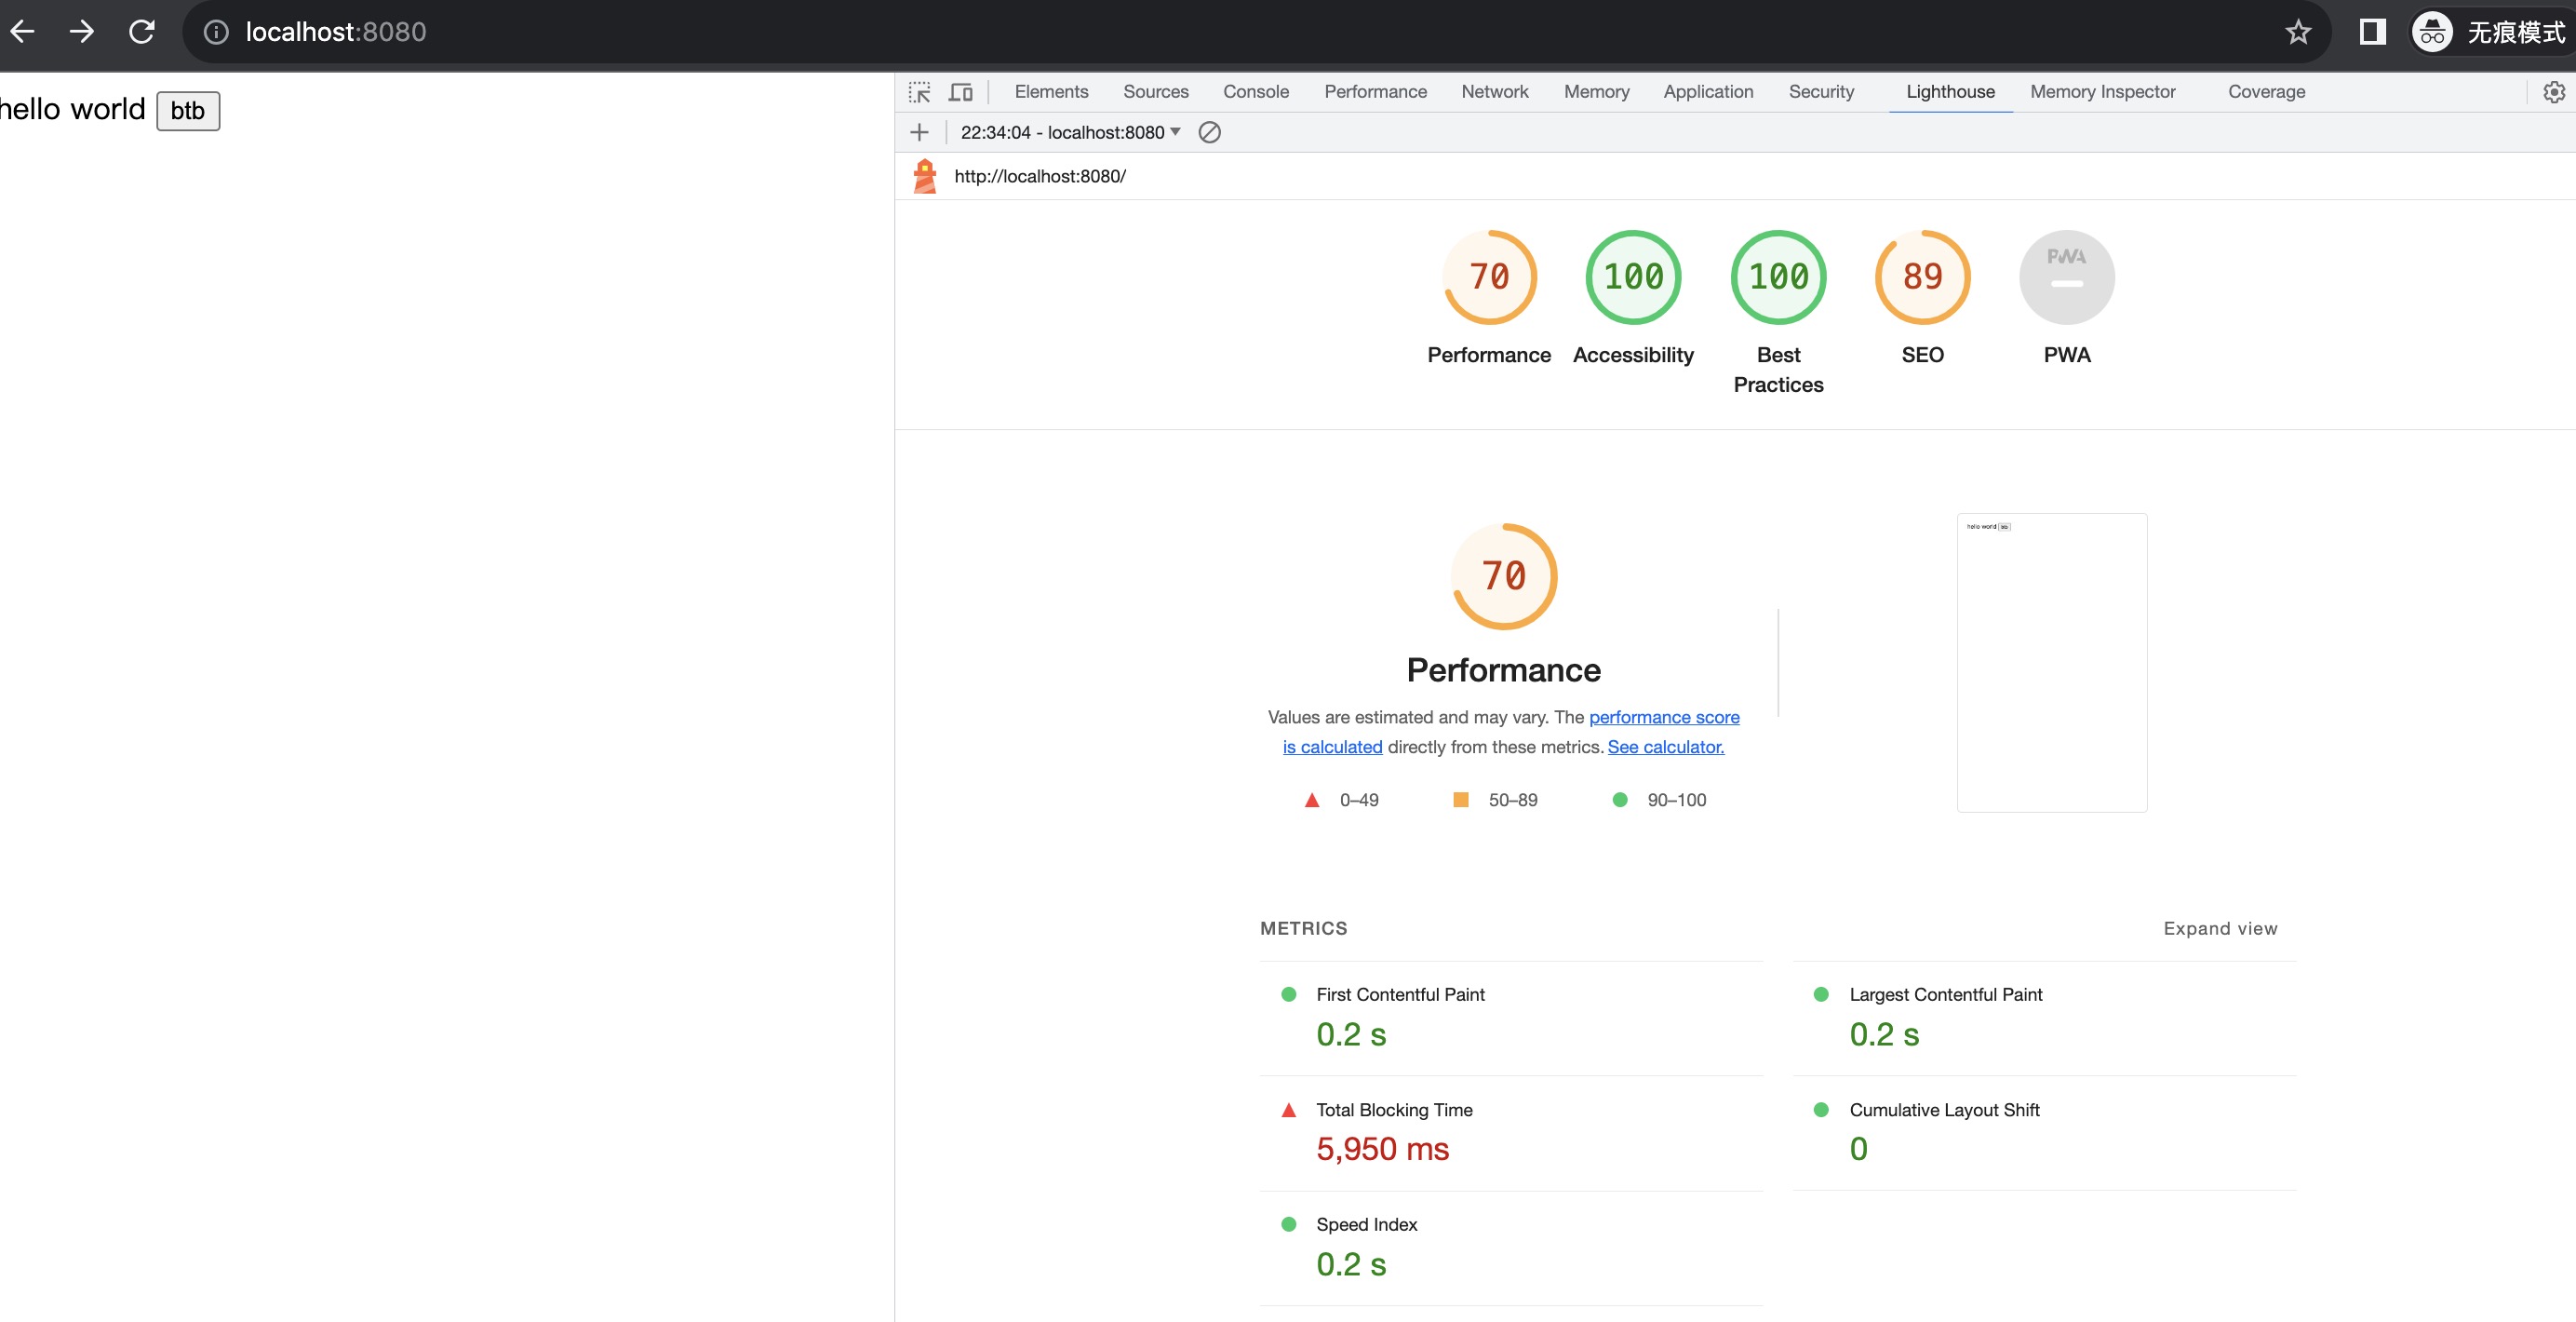 localhost:8080
无痕模式
hello world btb
Elements Sources Console Performance Network Memory Application Security Lighthouse Memory Inspector Coverage
22:34:04 - localhost:8080
http://localhost:8080/
70 100 100 89 PWA
Performance Accessibility Best Practices SEO PWA
hello world btb
70
Performance
Values are estimated and may vary. The performance score
is calculated directly from these metrics. See calculator.
0–49 50–89 90–100
METRICS Expand view
First Contentful Paint
0.2 s
Largest Contentful Paint
0.2 s
Total Blocking Time
5,950 ms
Cumulative Layout Shift
0
Speed Index
0.2 s